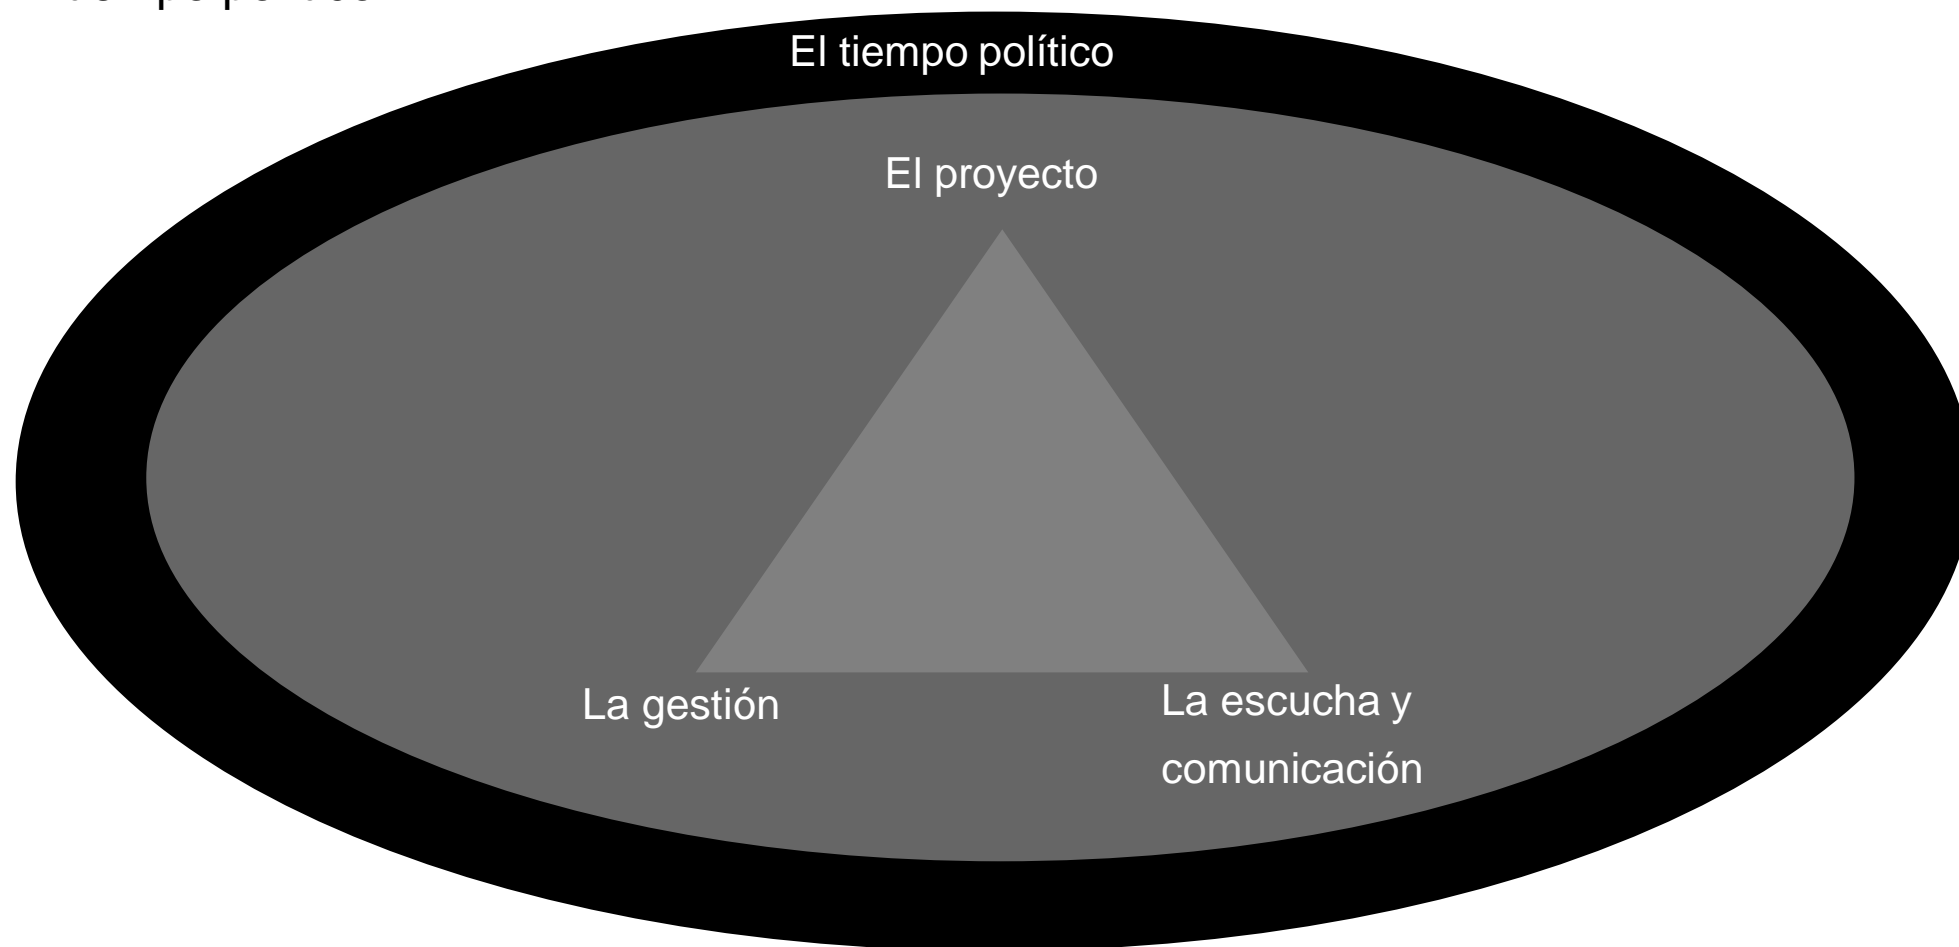 El tiempo político
El proyecto
La gestión
La escucha y
comunicación